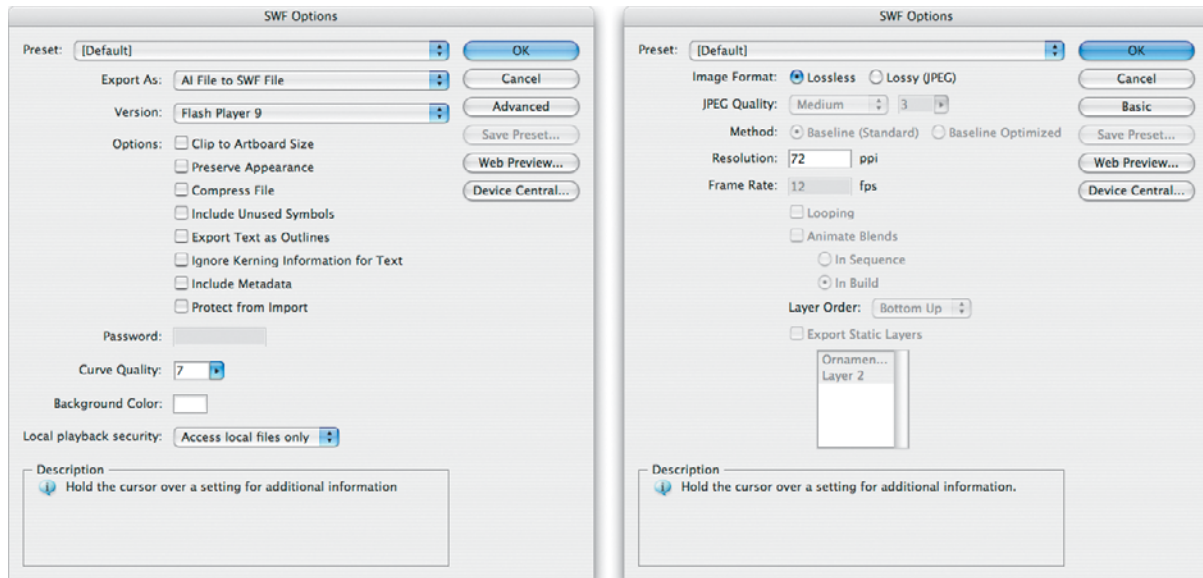 SWF Options
Preset: [Default]
OK
Export As: AI File to SWF File
Cancel
Version: Flash Player 9
Advanced
Options: Clip to Artboard Size
Save Preset...
Preserve Appearance
Web Preview...
Compress File
Device Central...
Include Unused Symbols
Export Text as Outlines
Ignore Kerning Information for Text
Include Metadata
Protect from Import
Password:
Curve Quality: 7
Background Color:
Local playback security: Access local files only
Description
Hold the cursor over a setting for additional information
SWF Options
Preset: [Default]
OK
Image Format: Lossless Lossy (JPEG)
Cancel
JPEG Quality: Medium 3
Basic
Method: Baseline (Standard) Baseline Optimized
Save Preset...
Resolution: 72 ppi
Web Preview...
Frame Rate: 12 fps
Device Central...
Looping
Animate Blends
In Sequence
In Build
Layer Order: Bottom Up
Export Static Layers
Ornamen...
Layer 2
Description
Hold the cursor over a setting for additional information.